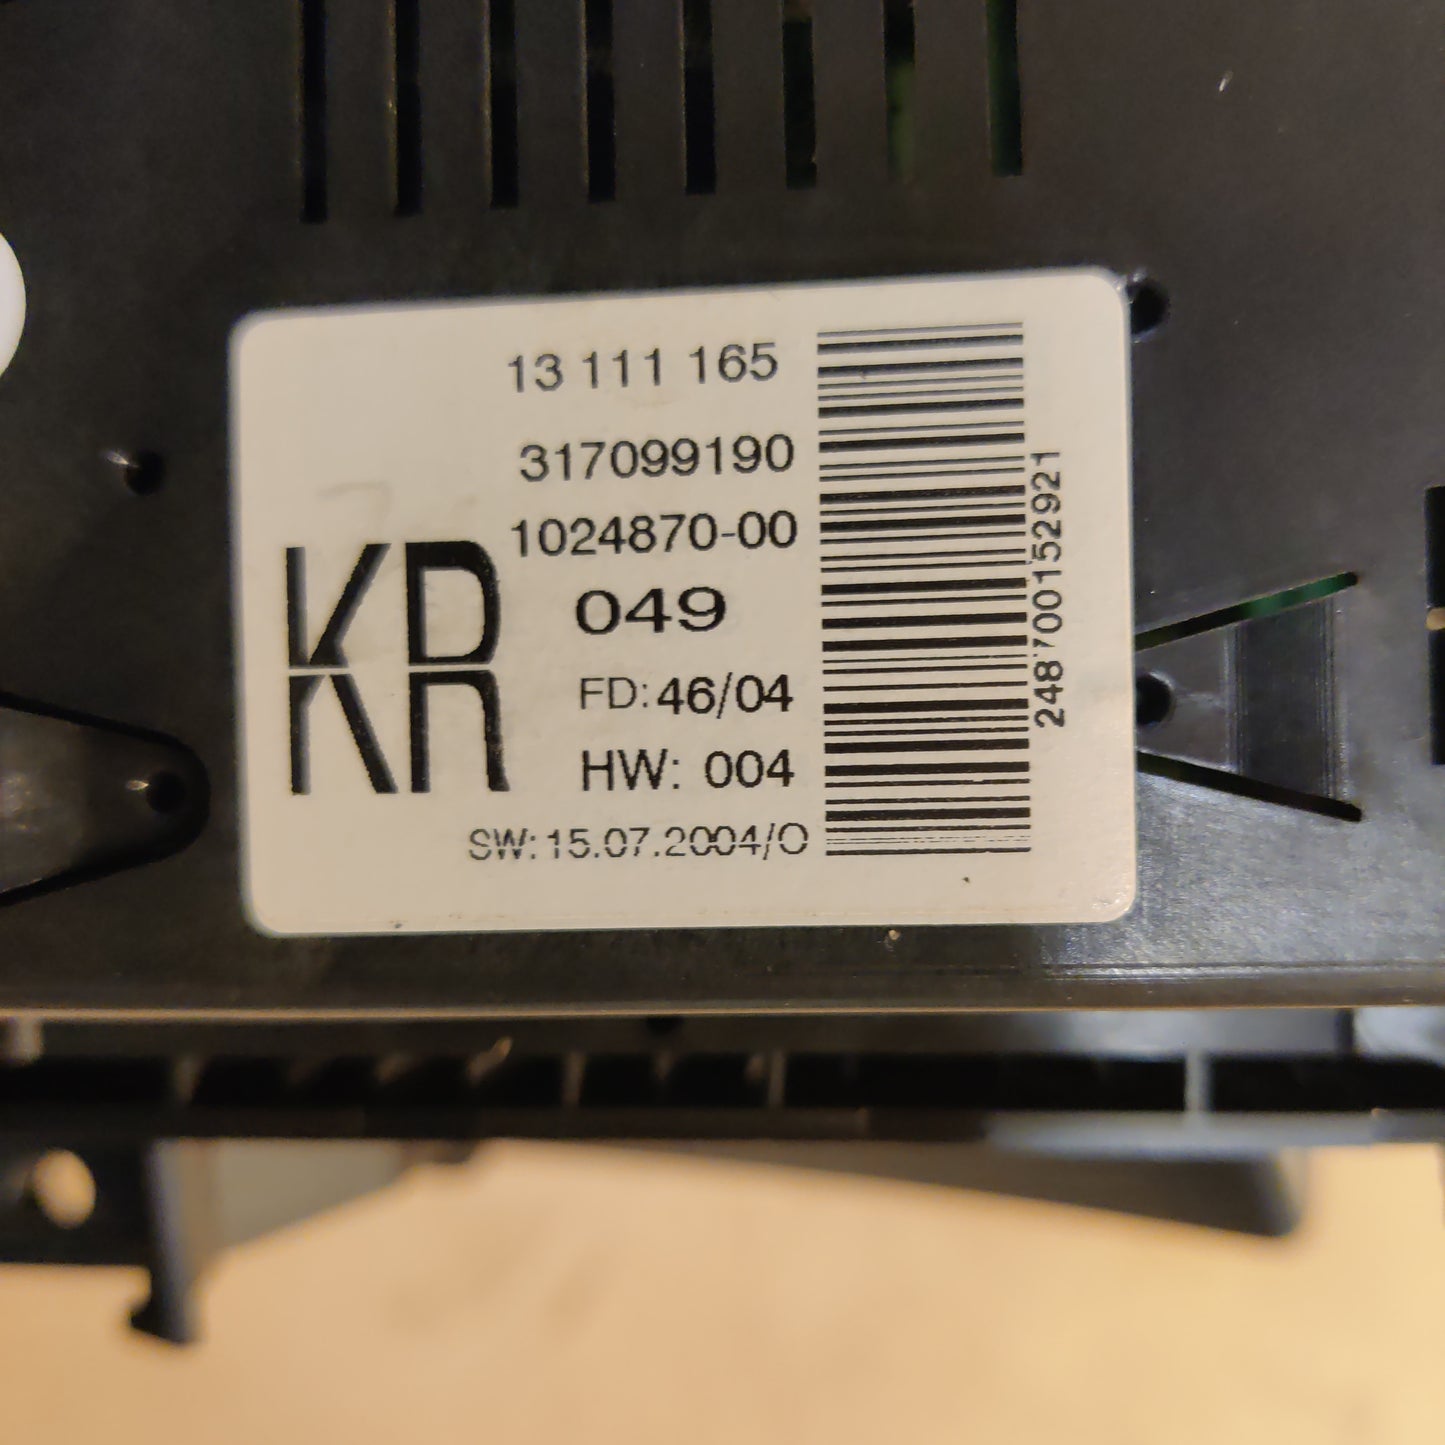 13 111 165
317099190
1024870-00
KR
049
FD: 46/04
HW: 004
SW: 15.07.2004/O
248700152921